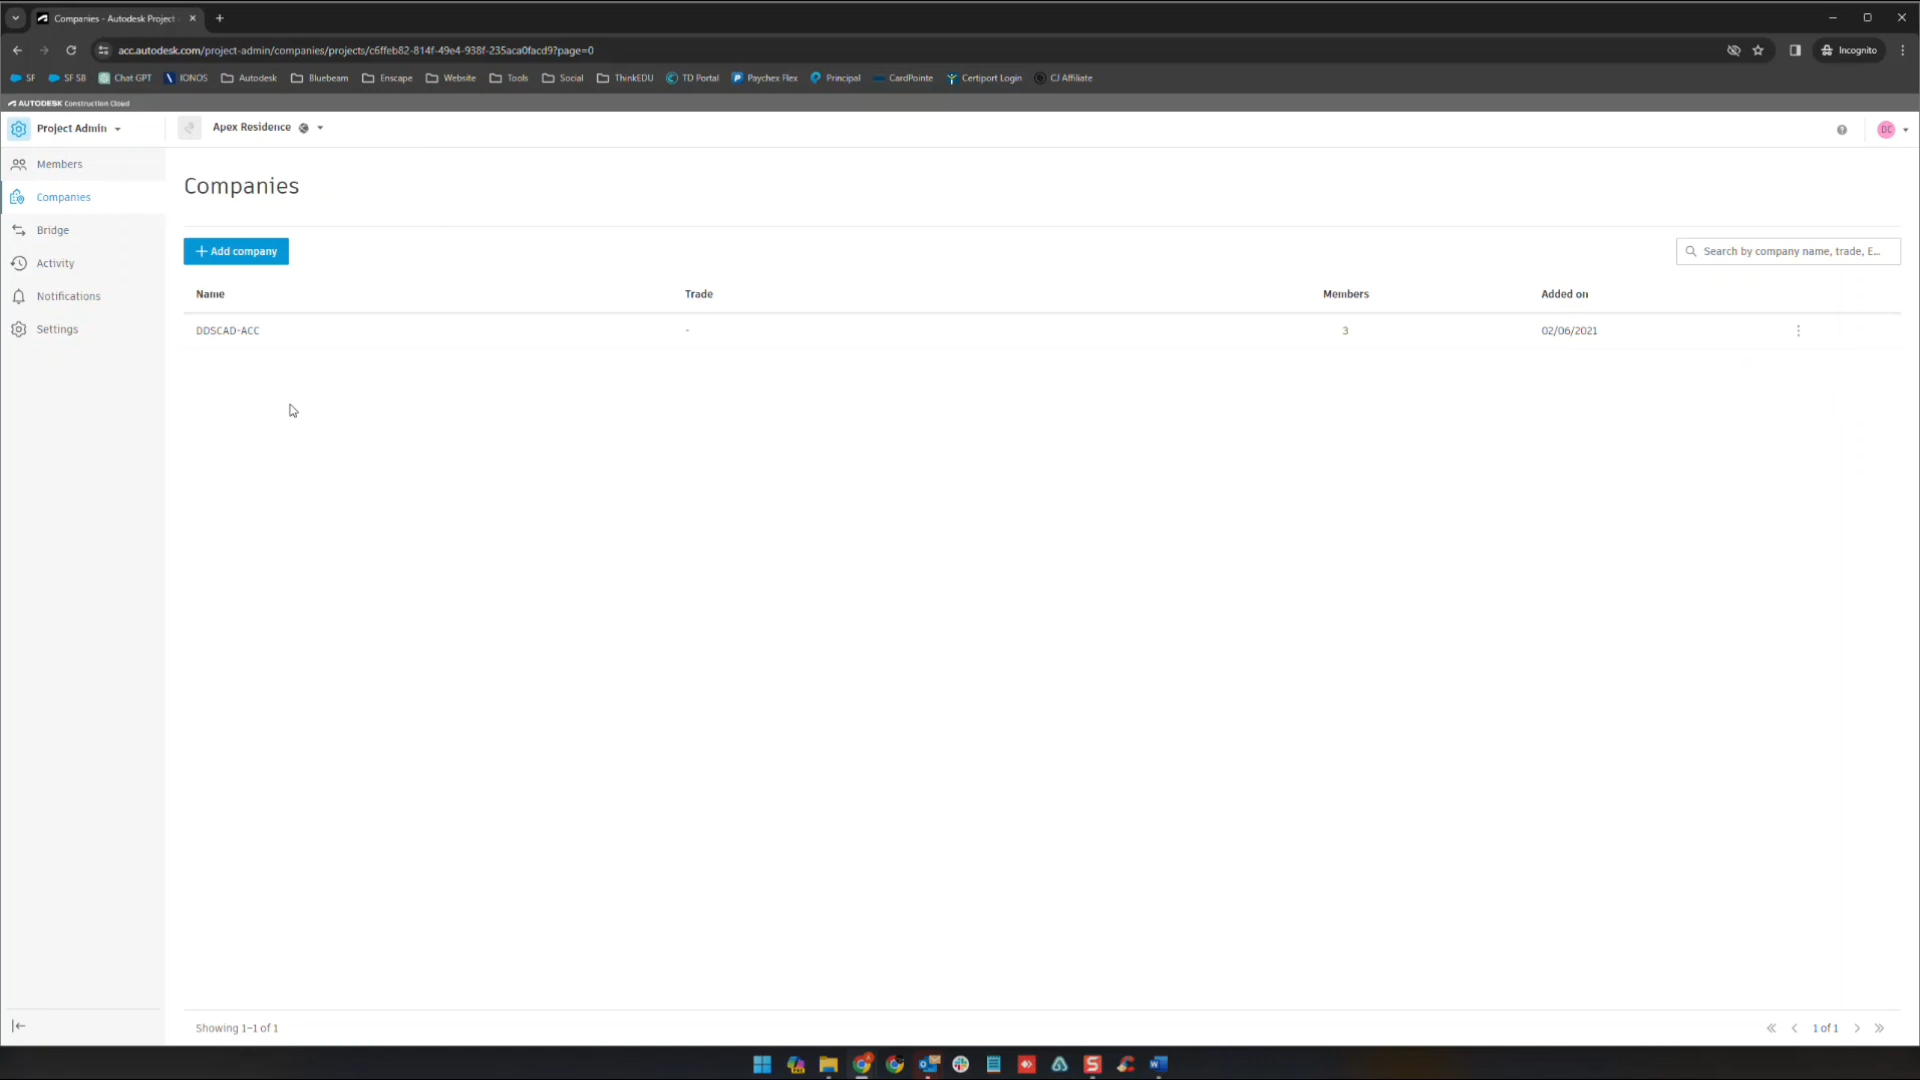 Companies - Autodesk Project
acc.autodesk.com/project-admin/companies/projects/c6ffeb82-814f-49e4-938f-235aca0facd9?page=0
Incognito
SF
SF SB
Chat GPT
IONOS
Autodesk
Bluebeam
Enscape
Website
Tools
Social
ThinkEDU
TD Portal
Paychex Flex
Principal
CardPointe
Certiport Login
CJ Affiliate
AUTODESK Construction Cloud
Project Admin
Apex Residence
DC
Members
Companies
Bridge
Activity
Notifications
Settings
Companies
+ Add company
Search by company name, trade, E...
Name Trade Members Added on
DDSCAD-ACC - 3 02/06/2021
Showing 1-1 of 1
1 of 1